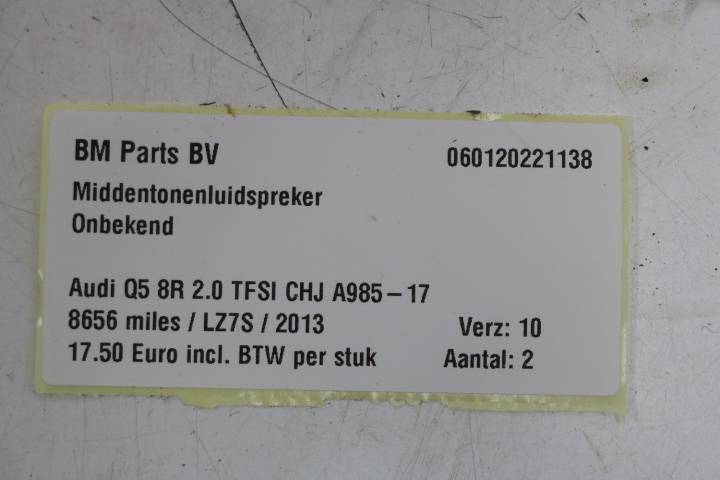 BM Parts BV 060120221138
Middentonenluidspreker
Onbekend
Audi Q5 8R 2.0 TFSI CHJ A985-17
8656 miles / LZ7S / 2013 Verz: 10
17.50 Euro incl. BTW per stuk Aantal: 2